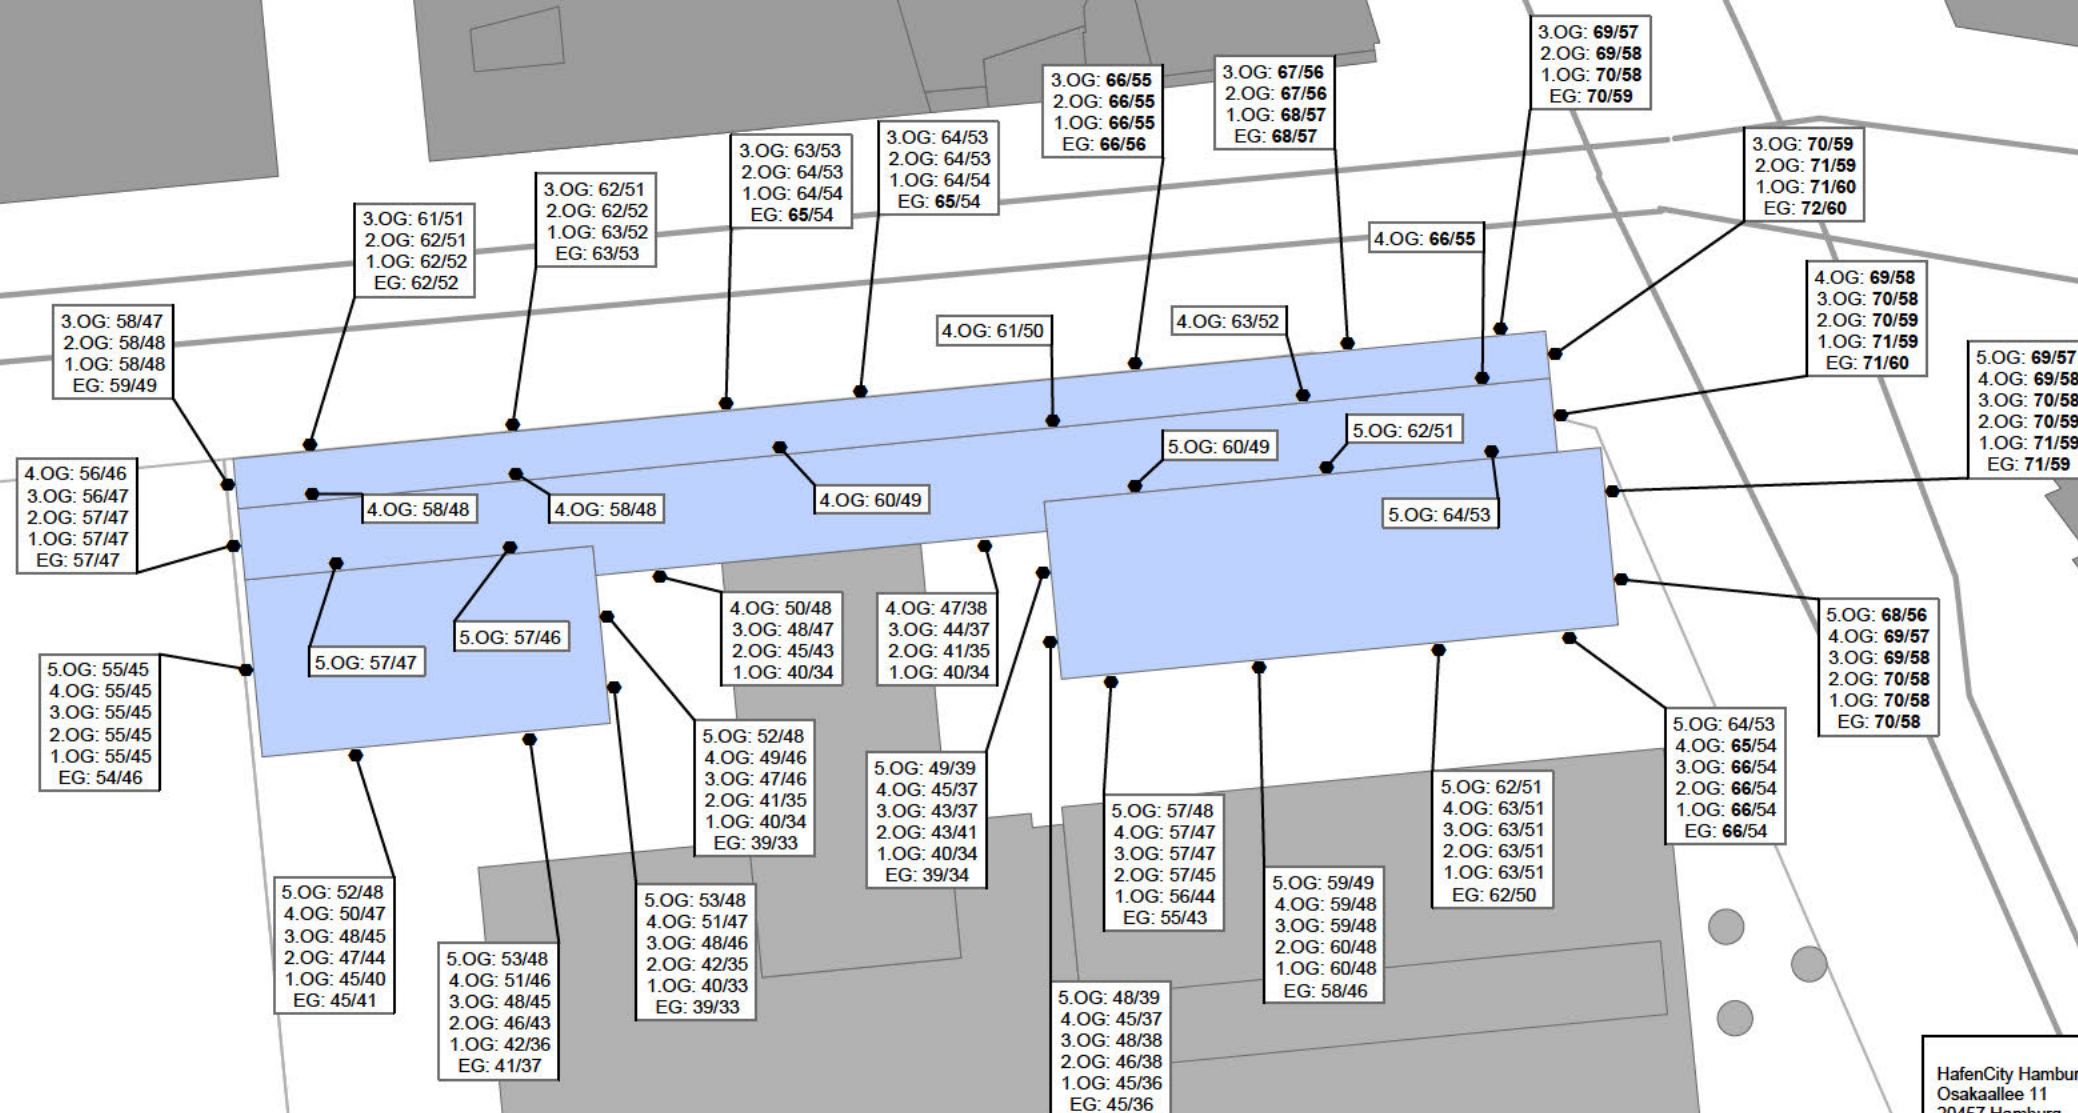 3.OG: 69/57
2.OG: 69/58
1.OG: 70/58
EG: 70/59
3.OG: 66/55
2.OG: 66/55
1.OG: 66/55
EG: 66/56
3.OG: 67/56
2.OG: 67/56
1.OG: 68/57
EG: 68/57
3.OG: 63/53
2.OG: 64/53
1.OG: 64/54
EG: 65/54
3.OG: 64/53
2.OG: 64/53
1.OG: 64/54
EG: 65/54
3.OG: 70/59
2.OG: 71/59
1.OG: 71/60
EG: 72/60
3.OG: 62/51
2.OG: 62/52
1.OG: 63/52
EG: 63/53
3.OG: 61/51
2.OG: 62/51
1.OG: 62/52
EG: 62/52
4.OG: 66/55
4.OG: 69/58
3.OG: 70/58
2.OG: 70/59
1.OG: 71/59
EG: 71/60
3.OG: 58/47
2.OG: 58/48
1.OG: 58/48
EG: 59/49
4.OG: 61/50
4.OG: 63/52
5.OG: 69/57
4.OG: 69/58
3.OG: 70/58
2.OG: 70/59
1.OG: 71/59
EG: 71/59
5.OG: 60/49
5.OG: 62/51
4.OG: 56/46
3.OG: 56/47
2.OG: 57/47
1.OG: 57/47
EG: 57/47
4.OG: 58/48
4.OG: 58/48
4.OG: 60/49
5.OG: 64/53
5.OG: 57/46
5.OG: 57/47
4.OG: 50/48
3.OG: 48/47
2.OG: 45/43
1.OG: 40/34
4.OG: 47/38
3.OG: 44/37
2.OG: 41/35
1.OG: 40/34
5.OG: 68/56
4.OG: 69/57
3.OG: 69/58
2.OG: 70/58
1.OG: 70/58
EG: 70/58
5.OG: 55/45
4.OG: 55/45
3.OG: 55/45
2.OG: 55/45
1.OG: 55/45
EG: 54/46
5.OG: 52/48
4.OG: 49/46
3.OG: 47/46
2.OG: 41/35
1.OG: 40/34
EG: 39/33
5.OG: 49/39
4.OG: 45/37
3.OG: 43/37
2.OG: 43/41
1.OG: 40/34
EG: 39/34
5.OG: 57/48
4.OG: 57/47
3.OG: 57/47
2.OG: 57/45
1.OG: 56/44
EG: 55/43
5.OG: 62/51
4.OG: 63/51
3.OG: 63/51
2.OG: 63/51
1.OG: 63/51
EG: 62/50
5.OG: 64/53
4.OG: 65/54
3.OG: 66/54
2.OG: 66/54
1.OG: 66/54
EG: 66/54
5.OG: 52/48
4.OG: 50/47
3.OG: 48/45
2.OG: 47/44
1.OG: 45/40
EG: 45/41
5.OG: 53/48
4.OG: 51/46
3.OG: 48/45
2.OG: 46/43
1.OG: 42/36
EG: 41/37
5.OG: 53/48
4.OG: 51/47
3.OG: 48/46
2.OG: 42/35
1.OG: 40/33
EG: 39/33
5.OG: 59/49
4.OG: 59/48
3.OG: 59/48
2.OG: 60/48
1.OG: 60/48
EG: 58/46
5.OG: 48/39
4.OG: 45/37
3.OG: 48/38
2.OG: 46/38
1.OG: 45/36
EG: 45/36
HafenCity Hambur
Osakaallee 11
20457 Hamburg